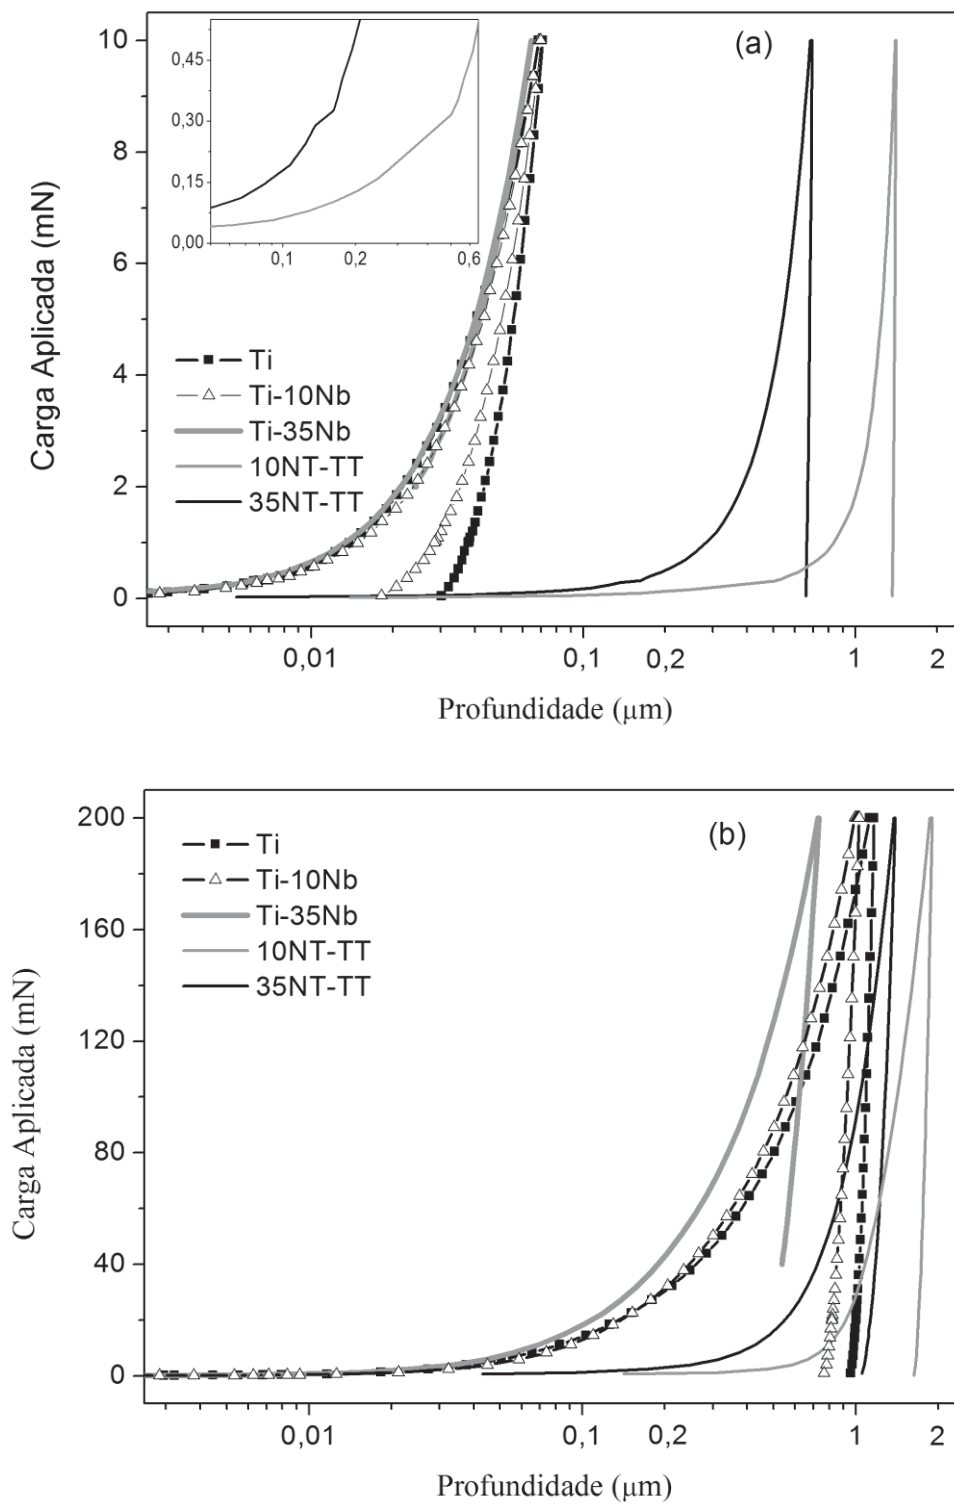 (a)
Carga Aplicada (mN)
10
8
6
4
2
0
0,45
0,30
0,15
0,00
0,1
0,2
0,6
Ti
Ti-10Nb
Ti-35Nb
10NT-TT
35NT-TT
0,01
0,1
0,2
1
2
Profundidade (μm)
(b)
Carga Aplicada (mN)
200
160
120
80
40
0
Ti
Ti-10Nb
Ti-35Nb
10NT-TT
35NT-TT
0,01
0,1
0,2
1
2
Profundidade (μm)